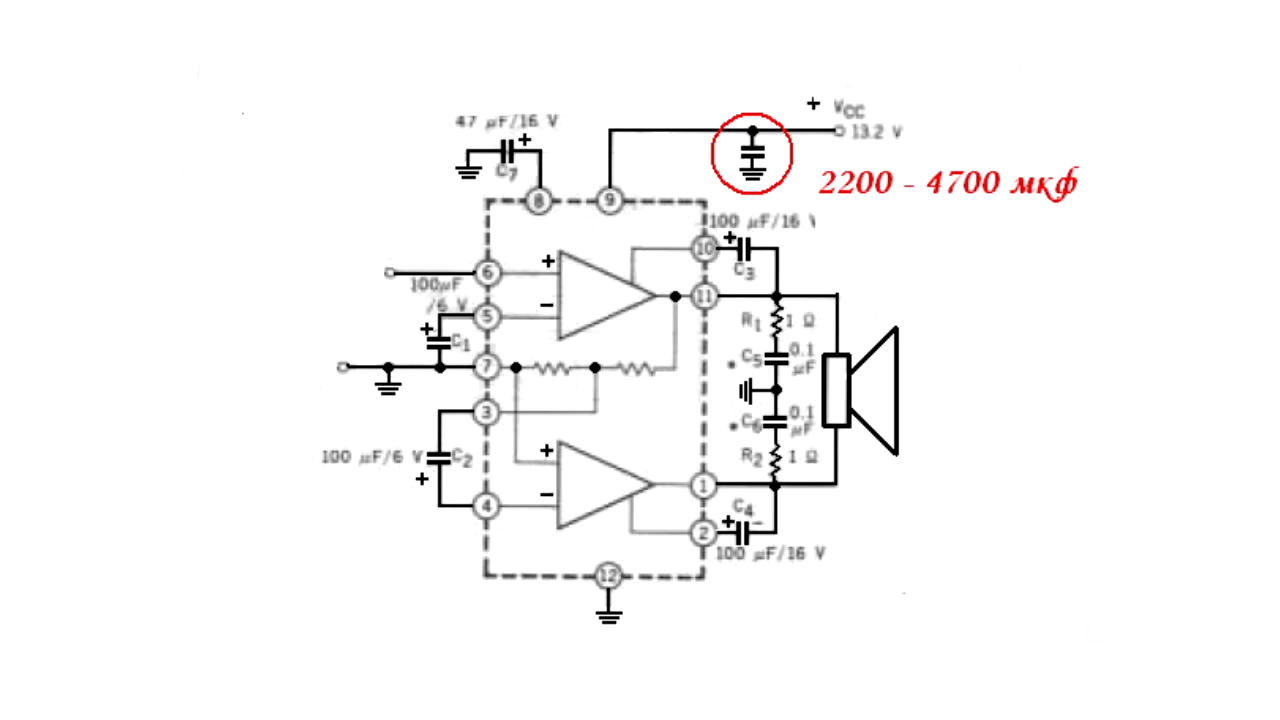 + VCC
13.2 V
47 µF/16 V
+
C7
2200 - 4700 мкф
8
9
100 µF/16 V
10
+
C3
6
+
100µF
/6 V
−
11
5
R1 1 Ω
+
C1
C5 0.1
µF
7
3
C6 0.1
µF
100 µF/6 V
C2
+
+
R2 1 Ω
−
1
4
C4
+
−
2
100 µF/16 V
12